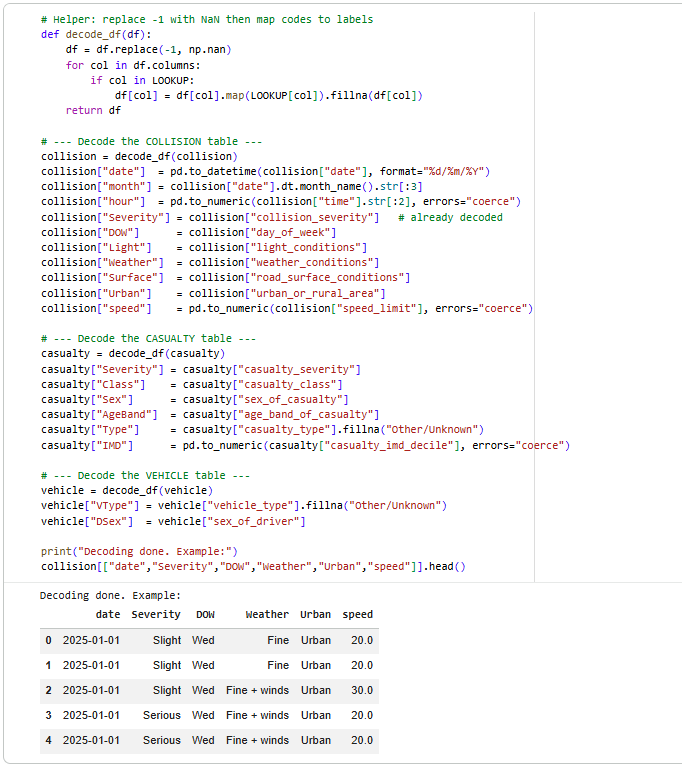 # Helper: replace -1 with NaN then map codes to labels
def decode_df(df):
    df = df.replace(-1, np.nan)
    for col in df.columns:
        if col in LOOKUP:
            df[col] = df[col].map(LOOKUP[col]).fillna(df[col])
    return df

# --- Decode the COLLISION table ---
collision = decode_df(collision)
collision["date"]  = pd.to_datetime(collision["date"], format="%d/%m/%Y")
collision["month"] = collision["date"].dt.month_name().str[:3]
collision["hour"]  = pd.to_numeric(collision["time"].str[:2], errors="coerce")
collision["Severity"] = collision["collision_severity"]   # already decoded
collision["DOW"]      = collision["day_of_week"]
collision["Light"]    = collision["light_conditions"]
collision["Weather"]  = collision["weather_conditions"]
collision["Surface"]  = collision["road_surface_conditions"]
collision["Urban"]    = collision["urban_or_rural_area"]
collision["speed"]    = pd.to_numeric(collision["speed_limit"], errors="coerce")

# --- Decode the CASUALTY table ---
casualty = decode_df(casualty)
casualty["Severity"] = casualty["casualty_severity"]
casualty["Class"]    = casualty["casualty_class"]
casualty["Sex"]      = casualty["sex_of_casualty"]
casualty["AgeBand"]  = casualty["age_band_of_casualty"]
casualty["Type"]     = casualty["casualty_type"].fillna("Other/Unknown")
casualty["IMD"]      = pd.to_numeric(casualty["casualty_imd_decile"], errors="coerce")

# --- Decode the VEHICLE table ---
vehicle = decode_df(vehicle)
vehicle["VType"] = vehicle["vehicle_type"].fillna("Other/Unknown")
vehicle["DSex"]  = vehicle["sex_of_driver"]

print("Decoding done. Example:")
collision[["date","Severity","DOW","Weather","Urban","speed"]].head()
Decoding done. Example:
date Severity DOW Weather Urban speed
0 2025-01-01 Slight Wed Fine Urban 20.0
1 2025-01-01 Slight Wed Fine Urban 20.0
2 2025-01-01 Slight Wed Fine + winds Urban 30.0
3 2025-01-01 Serious Wed Fine + winds Urban 20.0
4 2025-01-01 Serious Wed Fine + winds Urban 20.0